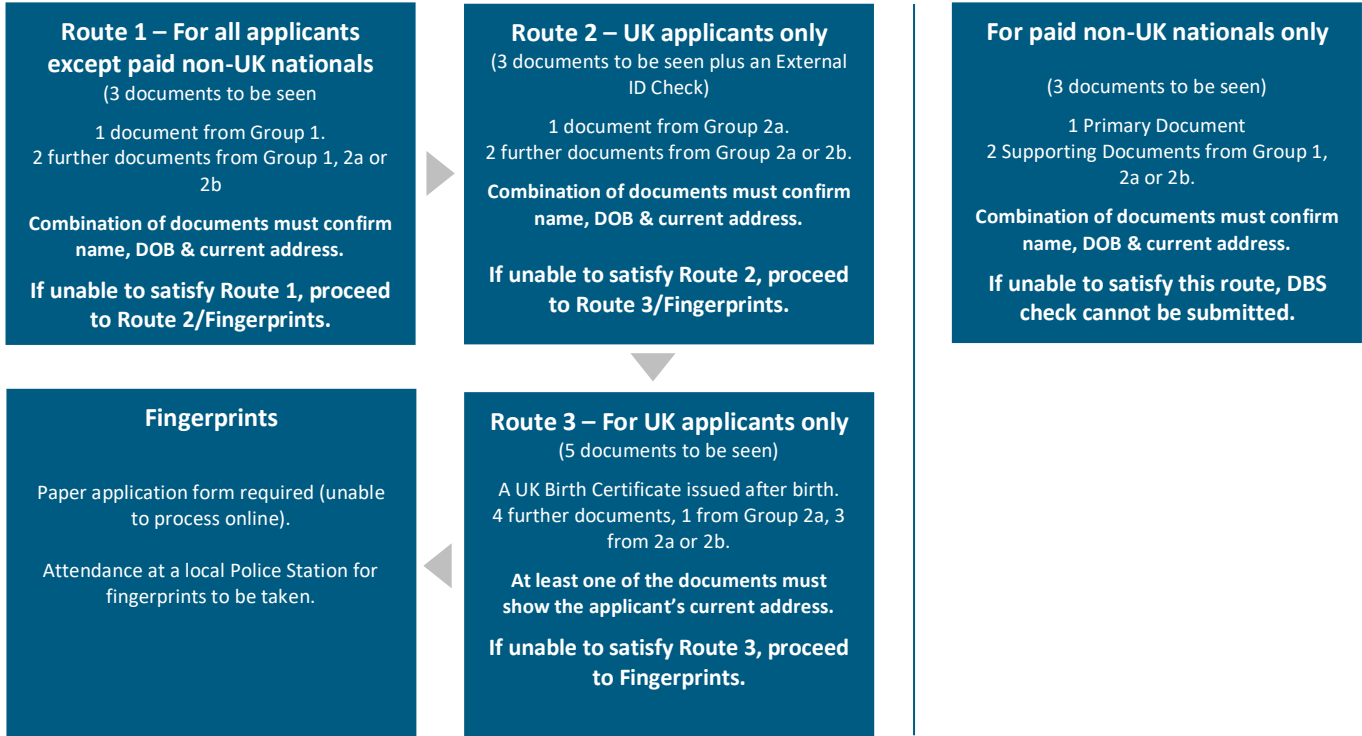 Route 1 – For all applicants
except paid non-UK nationals
(3 documents to be seen
1 document from Group 1.
2 further documents from Group 1, 2a or
2b
Combination of documents must confirm
name, DOB & current address.
If unable to satisfy Route 1, proceed
to Route 2/Fingerprints.
Route 2 – UK applicants only
(3 documents to be seen plus an External
ID Check)
1 document from Group 2a.
2 further documents from Group 2a or 2b.
Combination of documents must confirm
name, DOB & current address.
If unable to satisfy Route 2, proceed
to Route 3/Fingerprints.
For paid non-UK nationals only
(3 documents to be seen)
1 Primary Document
2 Supporting Documents from Group 1,
2a or 2b.
Combination of documents must confirm
name, DOB & current address.
If unable to satisfy this route, DBS
check cannot be submitted.
Route 3 – For UK applicants only
(5 documents to be seen)
A UK Birth Certificate issued after birth.
4 further documents, 1 from Group 2a, 3
from 2a or 2b.
At least one of the documents must
show the applicant's current address.
If unable to satisfy Route 3, proceed
to Fingerprints.
Fingerprints
Paper application form required (unable
to process online).
Attendance at a local Police Station for
fingerprints to be taken.